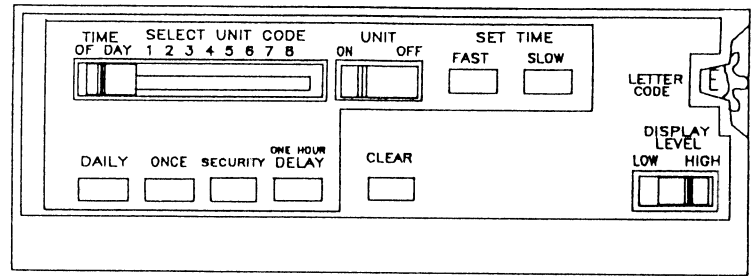 TIME OF DAY
SELECT UNIT CODE
1 2 3 4 5 6 7 8
UNIT
ON OFF
SET TIME
FAST SLOW
LETTER CODE
E
DISPLAY LEVEL
LOW HIGH
DAILY ONCE SECURITY ONE HOUR DELAY
CLEAR